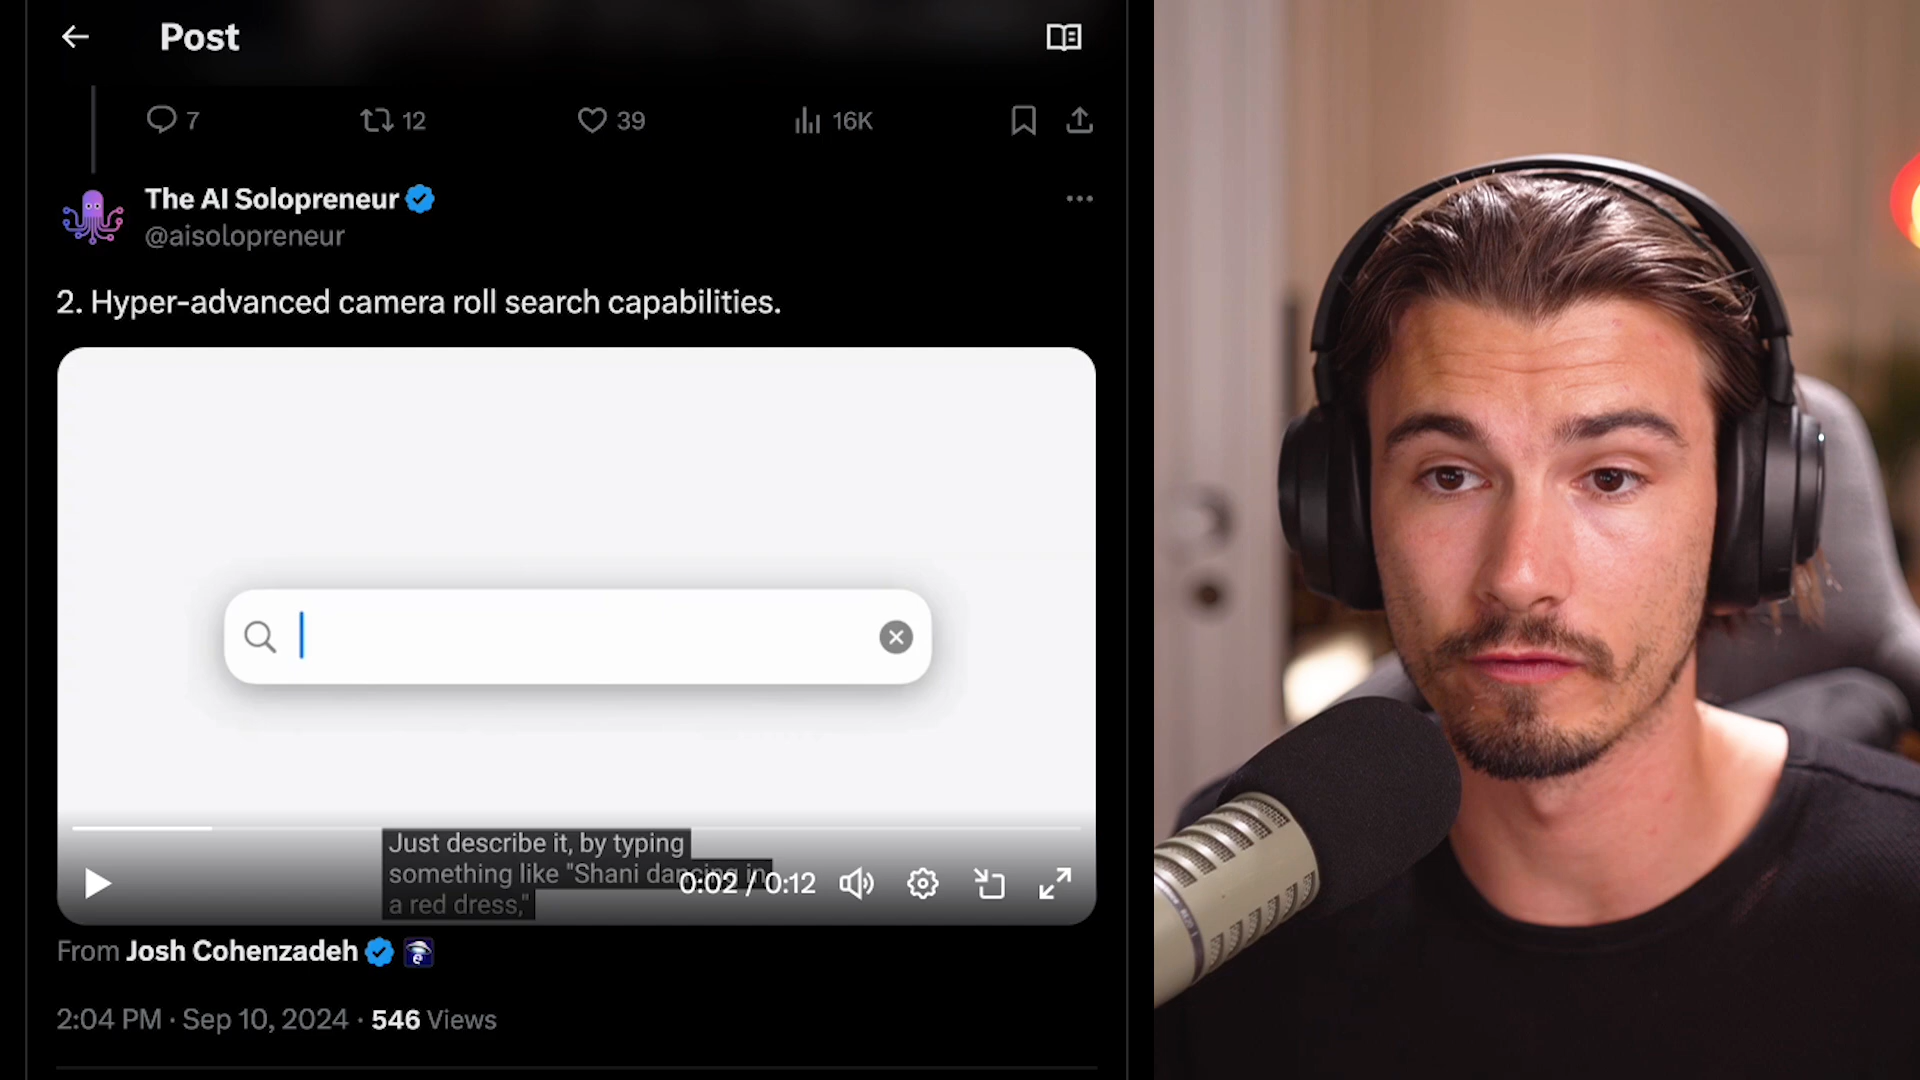 Post
7 12 39 16K
The AI Solopreneur
@aisolopreneur
2. Hyper-advanced camera roll search capabilities.
Just describe it, by typing
something like "Shani dancing in
a red dress,"
0:02 / 0:12
From Josh Cohenzadeh
2:04 PM · Sep 10, 2024 · 546 Views